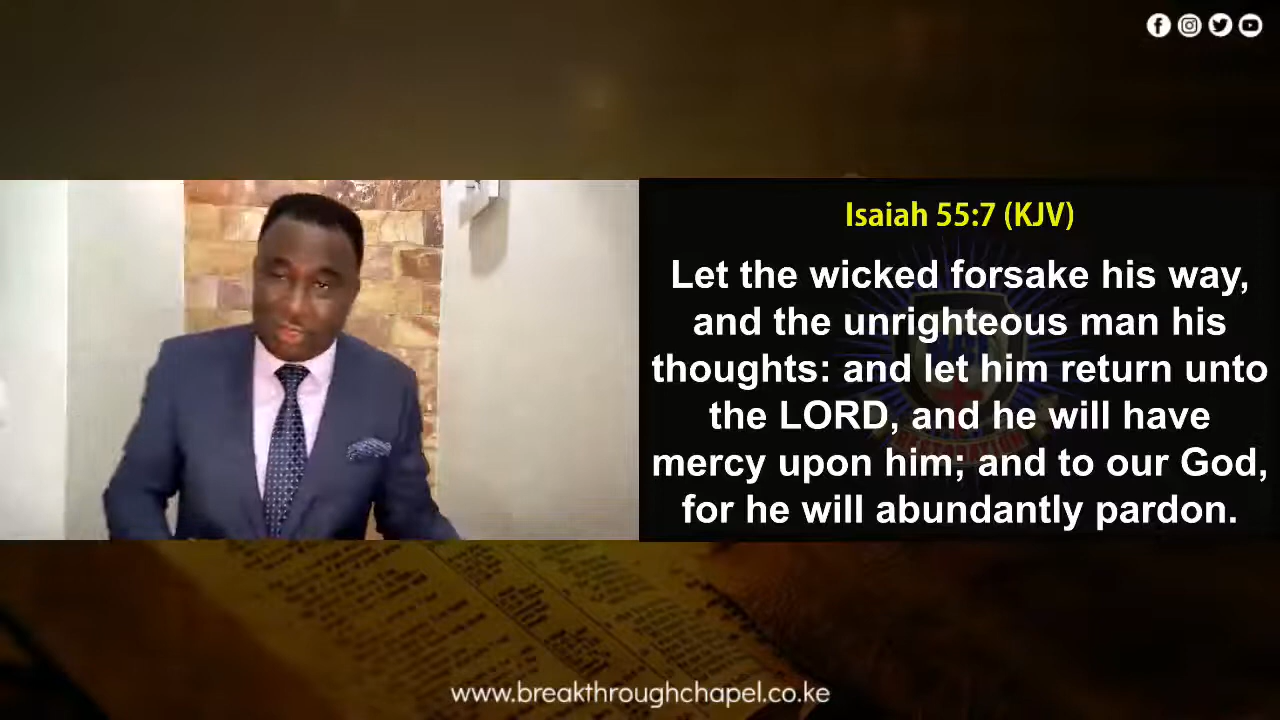 Isaiah 55:7 (KJV)
Let the wicked forsake his way,
and the unrighteous man his
thoughts: and let him return unto
the LORD, and he will have
mercy upon him; and to our God,
for he will abundantly pardon.
www.breakthroughchapel.co.ke